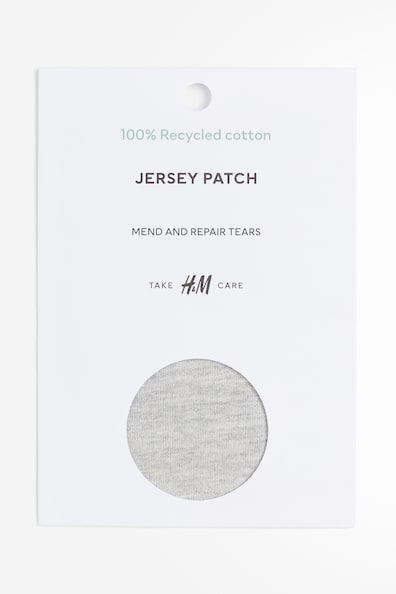 100% Recycled cotton
JERSEY PATCH
MEND AND REPAIR TEARS
TAKE H&M CARE